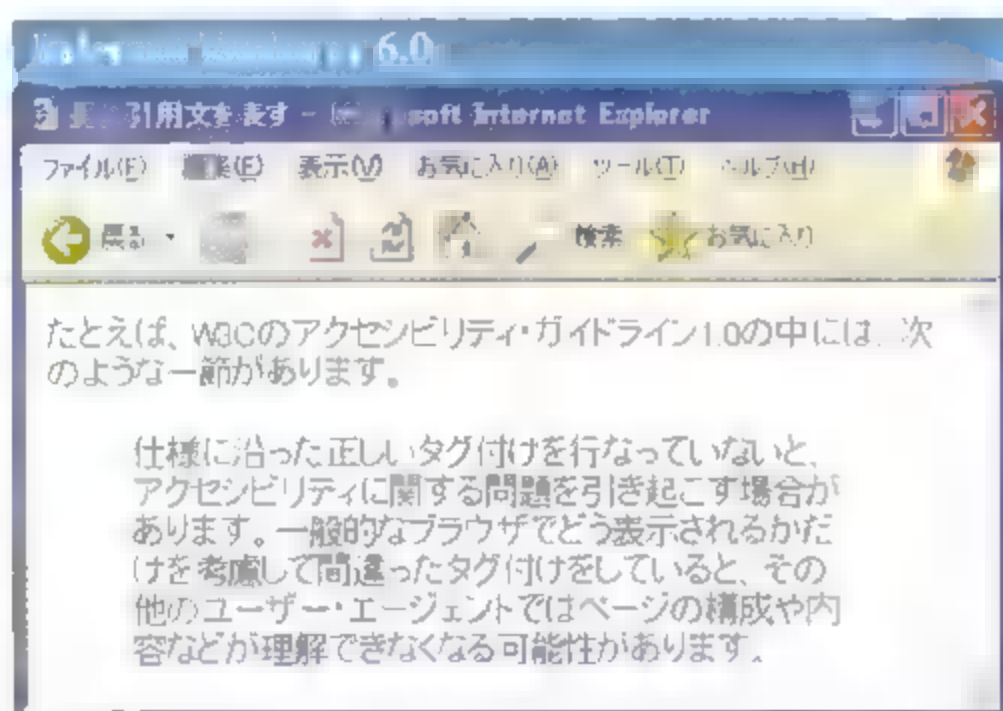 6.0
引用文を表す - soft Internet Explorer
ファイル(F) (E) 表示(V) お気に入り(A) ツール(T) ヘルプ(H)
戻る 検索 お気に入り
たとえば、W3Cのアクセシビリティ・ガイドライン1.0の中には、次
のような一節があります。
仕様に沿った正しいタグ付けを行なっていないと、
アクセシビリティに関する問題を引き起こす場合が
あります。一般的なブラウザでどう表示されるかだ
けを考慮して間違ったタグ付けをしていると、その
他のユーザー・エージェントではページの構成や内
容などが理解できなくなる可能性があります。